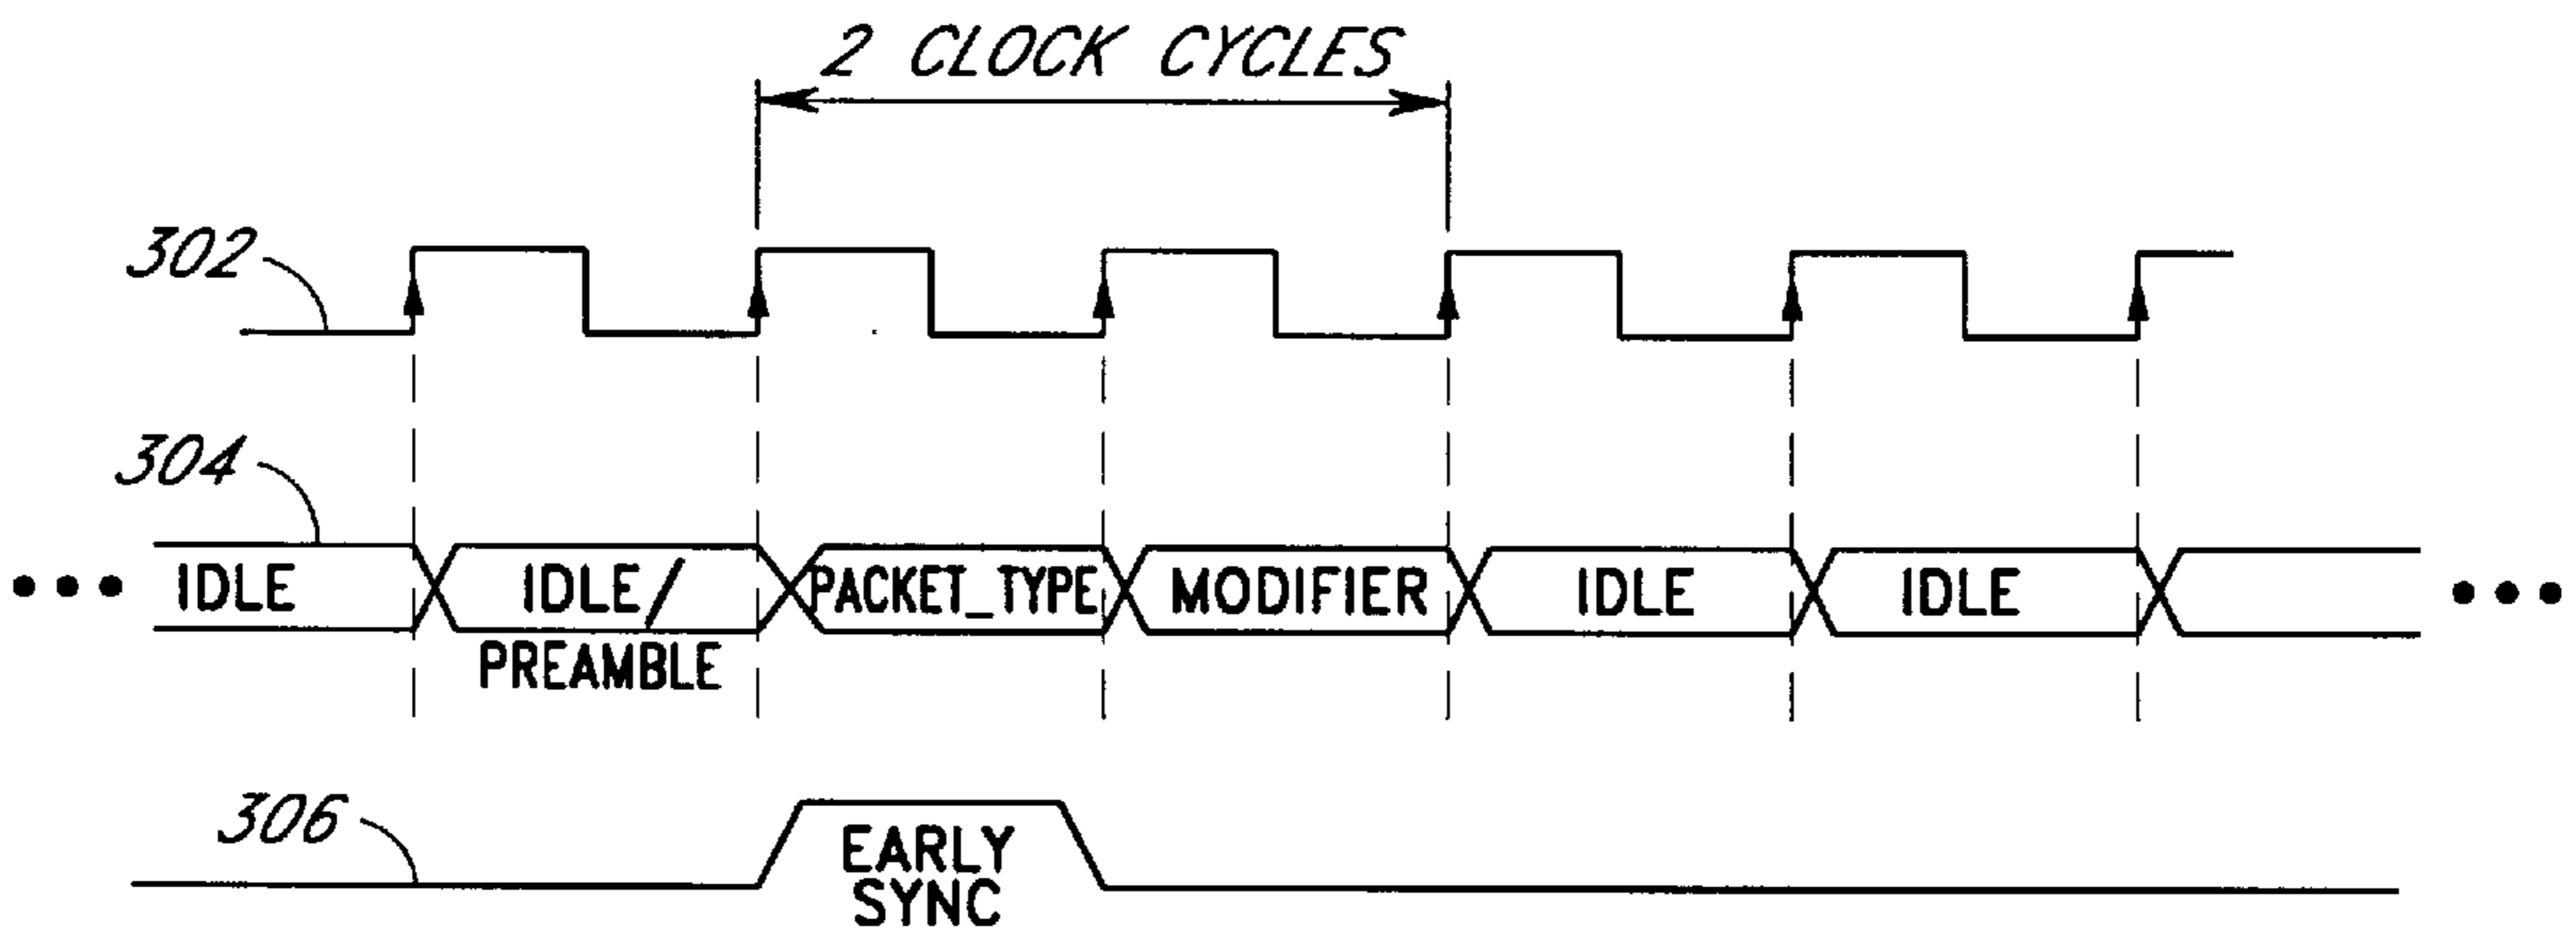 2 CLOCK CYCLES
302
304
IDLE IDLE/ PACKET_TYPE MODIFIER IDLE IDLE
PREAMBLE
306
EARLY
SYNC